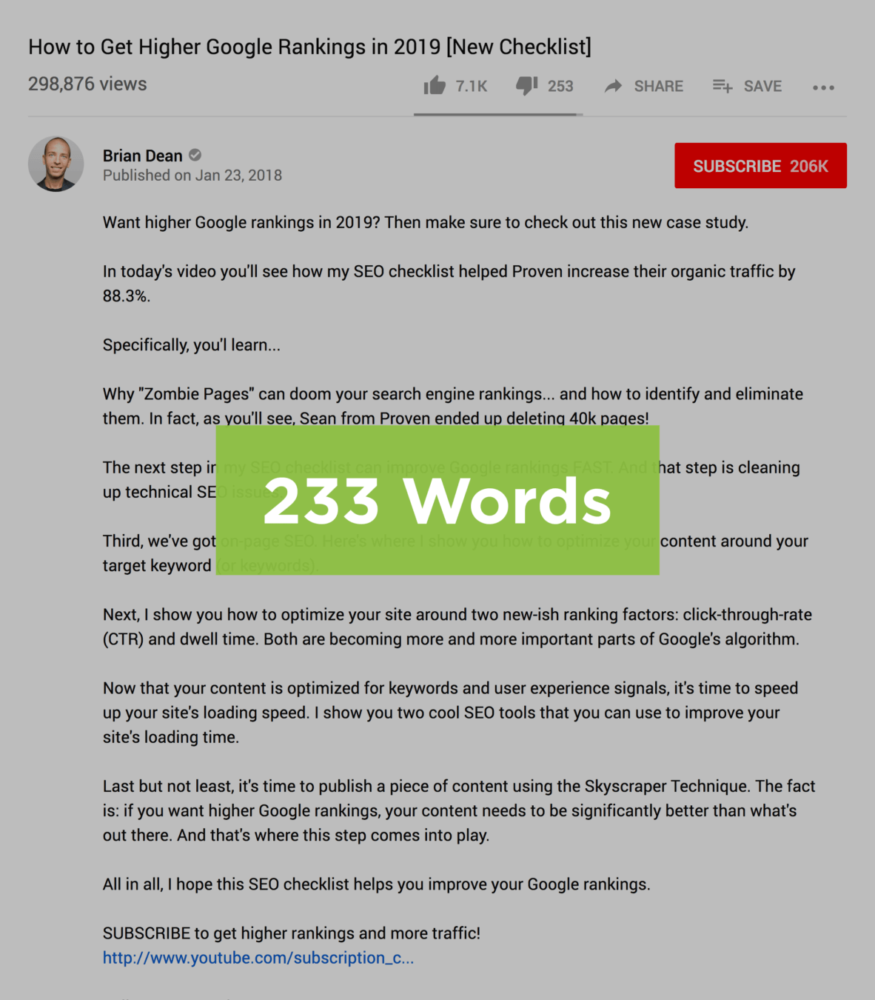 How to Get Higher Google Rankings in 2019 [New Checklist]
298,876 views
7.1K
253
SHARE
SAVE
Brian Dean
Published on Jan 23, 2018
SUBSCRIBE 206K
Want higher Google rankings in 2019? Then make sure to check out this new case study.
In today's video you'll see how my SEO checklist helped Proven increase their organic traffic by
88.3%.
Specifically, you'l learn...
Why "Zombie Pages" can doom your search engine rankings... and how to identify and eliminate
them. In fact, as you'll see, Sean from Proven ended up deleting 40k pages!
The next step in my SEO checklist can improve Google rankings FAST. And that step is cleaning
up technical SEO issues.
233 Words
Third, we've got on-page SEO. Here's where I show you how to optimize your content around your
target keyword (or keywords).
Next, I show you how to optimize your site around two new-ish ranking factors: click-through-rate
(CTR) and dwell time. Both are becoming more and more important parts of Google's algorithm.
Now that your content is optimized for keywords and user experience signals, it's time to speed
up your site's loading speed. I show you two cool SEO tools that you can use to improve your
site's loading time.
Last but not least, it's time to publish a piece of content using the Skyscraper Technique. The fact
is: if you want higher Google rankings, your content needs to be significantly better than what's
out there. And that's where this step comes into play.
All in all, I hope this SEO checklist helps you improve your Google rankings.
SUBSCRIBE to get higher rankings and more traffic!
http://www.youtube.com/subscription_c...